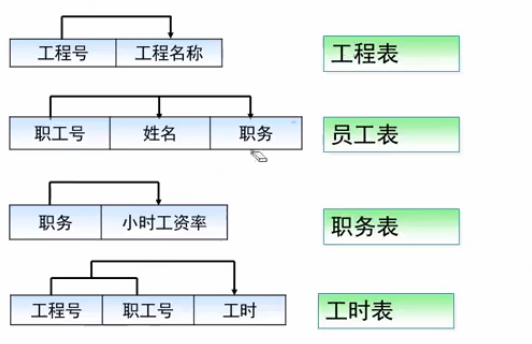 工程号 工程名称 工程表
职工号 姓名 职务 员工表
职务 小时工资率 职务表
工程号 职工号 工时 工时表